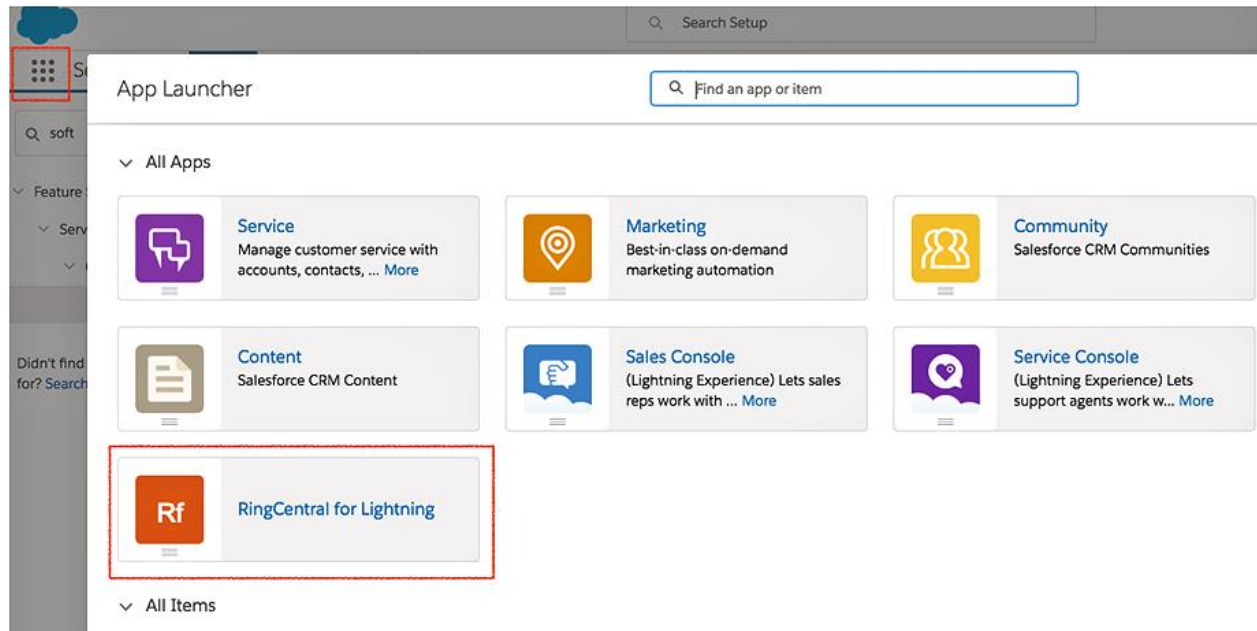 Search Setup
S
App Launcher
Find an app or item
soft
All Apps
Feature
Service
Manage customer service with
accounts, contacts, ... More
Marketing
Best-in-class on-demand
marketing automation
Community
Salesforce CRM Communities
Serv
Content
Salesforce CRM Content
Sales Console
(Lightning Experience) Lets sales
reps work with ... More
Service Console
(Lightning Experience) Lets
support agents work w... More
Didn't find
for? Search
Rf
RingCentral for Lightning
All Items